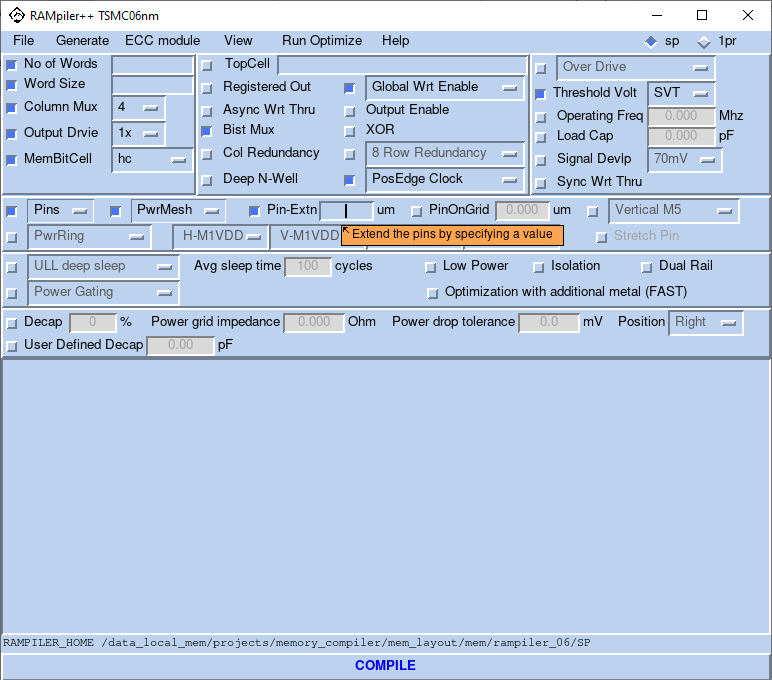 RAMpiler++ TSMC06nm
File Generate ECC module View Run Optimize Help sp 1pr
No of Words TopCell Over Drive
Word Size Registered Out Global Wrt Enable Threshold Volt SVT
Column Mux 4 Async Wrt Thru Output Enable Operating Freq 0.000 Mhz
Output Drvie 1x Bist Mux XOR Load Cap 0.000 pF
MemBitCell hc Col Redundancy 8 Row Redundancy Signal Devlp 70mV
Deep N-Well PosEdge Clock Sync Wrt Thru
Pins PwrMesh Pin-Extn um PinOnGrid 0.000 um Vertical M5
PwrRing H-M1VDD V-M1VDD Extend the pins by specifying a value Stretch Pin
ULL deep sleep Avg sleep time 100 cycles Low Power Isolation Dual Rail
Power Gating Optimization with additional metal (FAST)
Decap 0 % Power grid impedance 0.000 Ohm Power drop tolerance 0.0 mV Position Right
User Defined Decap 0.00 pF
RAMPILER_HOME /data_local_mem/projects/memory_compiler/mem_layout/mem/rampiler_06/SP
COMPILE